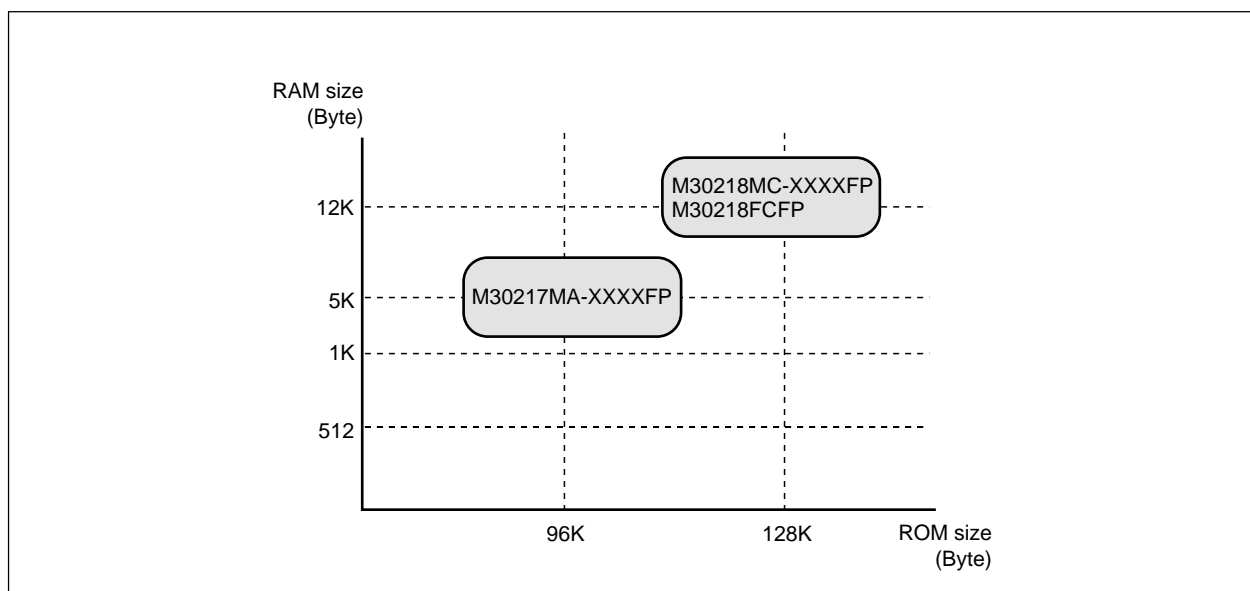 RAM size
(Byte)
12K
M30218MC-XXXXFP
M30218FCFP
5K
M30217MA-XXXXFP
1K
512
96K
128K
ROM size
(Byte)